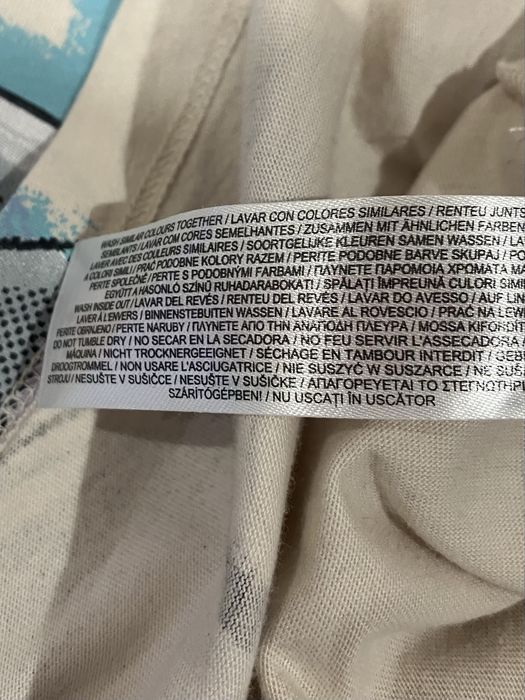 WASH SIMILAR COLOURS TOGETHER / LAVAR CON COLORES SIMILARES / RENTEU JUNTS
SEMBLANTS / LAVAR COM CORES SEMELHANTES / ZUSAMMEN MIT ÄHNLICHEN FARBEN
LAVER AVEC DES COULEURS SIMILAIRES / SOORTGELIJKE KLEUREN SAMEN WASSEN / LA
A COLORI SIMILI / PRAĆ PODOBNE KOLORY RAZEM / PERITE PODOBNE BARVE SKUPAJ / PO
PERTE SPOLEČNĚ / PERTE S PODOBNÝMI FARBAMI / ΠΛΥΝΕΤΕ ΠΑΡΟΜΟΙΑ ΧΡΩΜΑΤΑ ΜΑ
EGYÜTT A HASONLÓ SZÍNŰ RUHADARABOKAT! / SPĂLAȚI ÎMPREUNĂ CULORI SIMI
WASH INSIDE OUT / LAVAR DEL REVÉS / RENTEU DEL REVÉS / LAVAR DO AVESSO / AUF LIN
LAVER À L'ENVERS / BINNENSTEBUITEN WASSEN / LAVARE AL ROVESCIO / PRAĆ NA LEW
PERITE OBRNJENO / PERTE NARUBY / ΠΛΥΝΕΤΕ ΑΠΟ ΤΗΝ ΑΝΑΠΟΔΗ ΠΛΕΥΡΑ / MOSSA KIFORDÍT
DO NOT TUMBLE DRY / NO SECAR EN LA SECADORA / NO FEU SERVIR L'ASSECADORA /
MÁQUINA / NICHT TROCKNERGEEIGNET / SÉCHAGE EN TAMBOUR INTERDIT / GEB
DROOGTROMMEL / NON USARE L'ASCIUGATRICE / NIE SUSZYĆ W SUSZARCE / NE SUŠI
STROJU / NESUŠTE V SUŠIČCE / NESUŠTE V SUŠIČKE / ΑΠΑΓΟΡΕΥΕΤΑΙ ΤΟ ΣΤΕΓΝΩΤΗΡΙ
SZÁRÍTÓGÉPBEN! / NU USCAȚI ÎN USCĂTOR